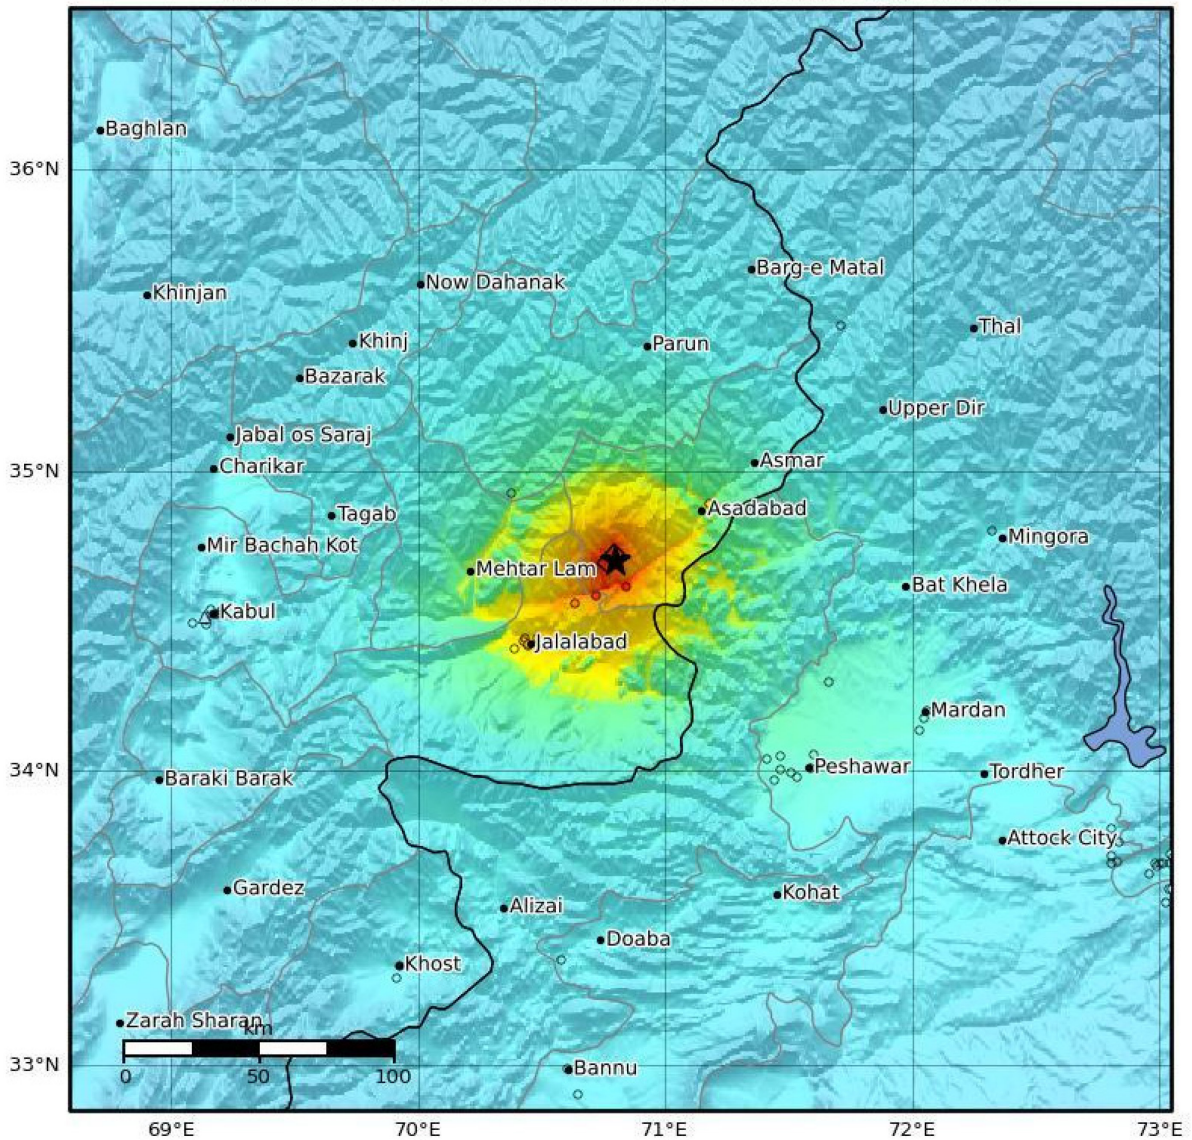 Baghlan
36°N
Barg-e Matal
Now Dahanak
Khinjan
Thal
Khinj
Parun
Bazarak
Upper Dir
Jabal os Saraj
Asmar
Charikar
35°N
Asadabad
Tagab
Mingora
Mir Bachah Kot
Mehtar Lam
Bat Khela
Kabul
Jalalabad
Mardan
Peshawar
34°N
Tordher
Baraki Barak
Attock City
Gardez
Kohat
Alizai
Doaba
Khost
Zarah Sharan
km
33°N
Bannu
0 50 100
69°E 70°E 71°E 72°E 73°E